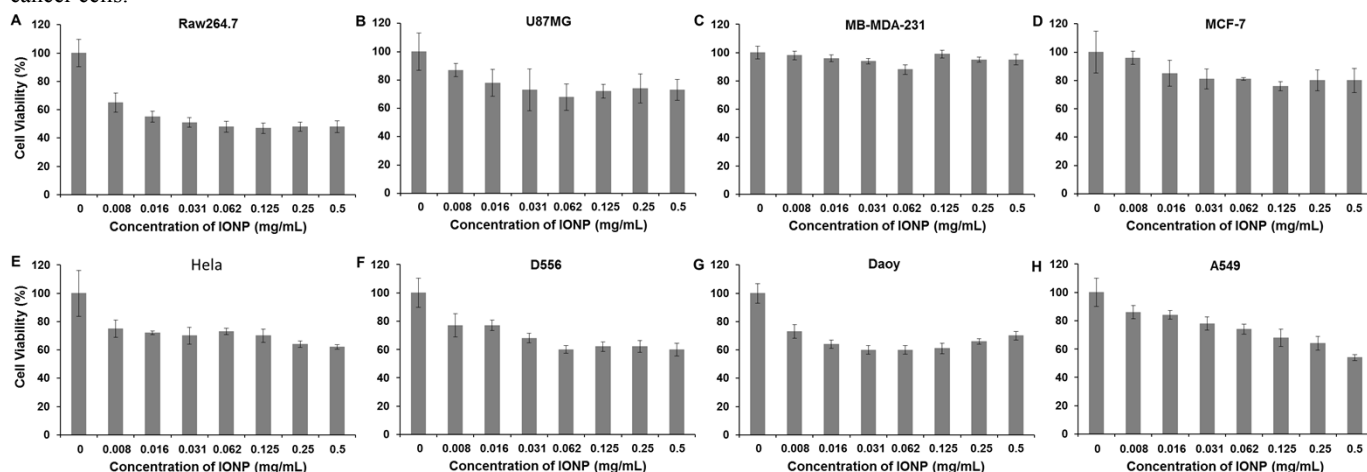 cancer cells.
A Raw264.7
B U87MG
C MB-MDA-231
D MCF-7
Cell Viability (%)
120 100 80 60 40 20 0
120 100 80 60 40 20 0
120 100 80 60 40 20 0
120 100 80 60 40 20 0
0 0.008 0.016 0.031 0.062 0.125 0.25 0.5
0 0.008 0.016 0.031 0.062 0.125 0.25 0.5
0 0.008 0.016 0.031 0.062 0.125 0.25 0.5
0 0.008 0.016 0.031 0.062 0.125 0.25 0.5
Concentration of IONP (mg/mL)
Concentration of IONP (mg/mL)
Concentration of IONP (mg/mL)
Concentration of IONP (mg/mL)
E Hela
F D556
G Daoy
H A549
Cell Viability (%)
120 100 80 60 40 20 0
120 100 80 60 40 20 0
120 100 80 60 40 20 0
120 100 80 60 40 20 0
0 0.008 0.016 0.031 0.062 0.125 0.25 0.5
0 0.008 0.016 0.031 0.062 0.125 0.25 0.5
0 0.008 0.016 0.031 0.062 0.125 0.25 0.5
0 0.008 0.016 0.031 0.062 0.125 0.25 0.5
Concentration of IONP (mg/mL)
Concentration of IONP (mg/mL)
Concentration of IONP (mg/mL)
Concentration of IONP (mg/mL)